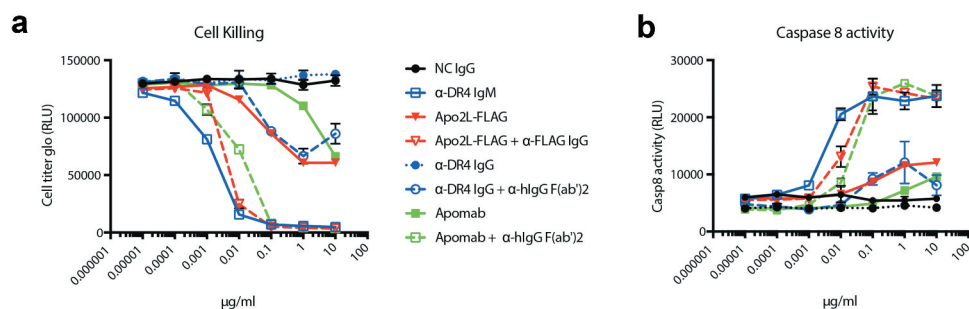 a
Cell Killing
Cell titer glo (RLU)
150000
100000
50000
0
0.000001
0.00001
0.0001
0.001
0.01
0.1
1
10
100
µg/ml
NC IgG
α-DR4 IgM
Apo2L-FLAG
Apo2L-FLAG + α-FLAG IgG
α-DR4 IgG
α-DR4 IgG + α-hIgG F(ab')2
Apomab
Apomab + α-hIgG F(ab')2
b
Caspase 8 activity
Casp8 activity (RLU)
30000
20000
10000
0
0.000001
0.00001
0.0001
0.001
0.01
0.1
1
10
100
µg/ml